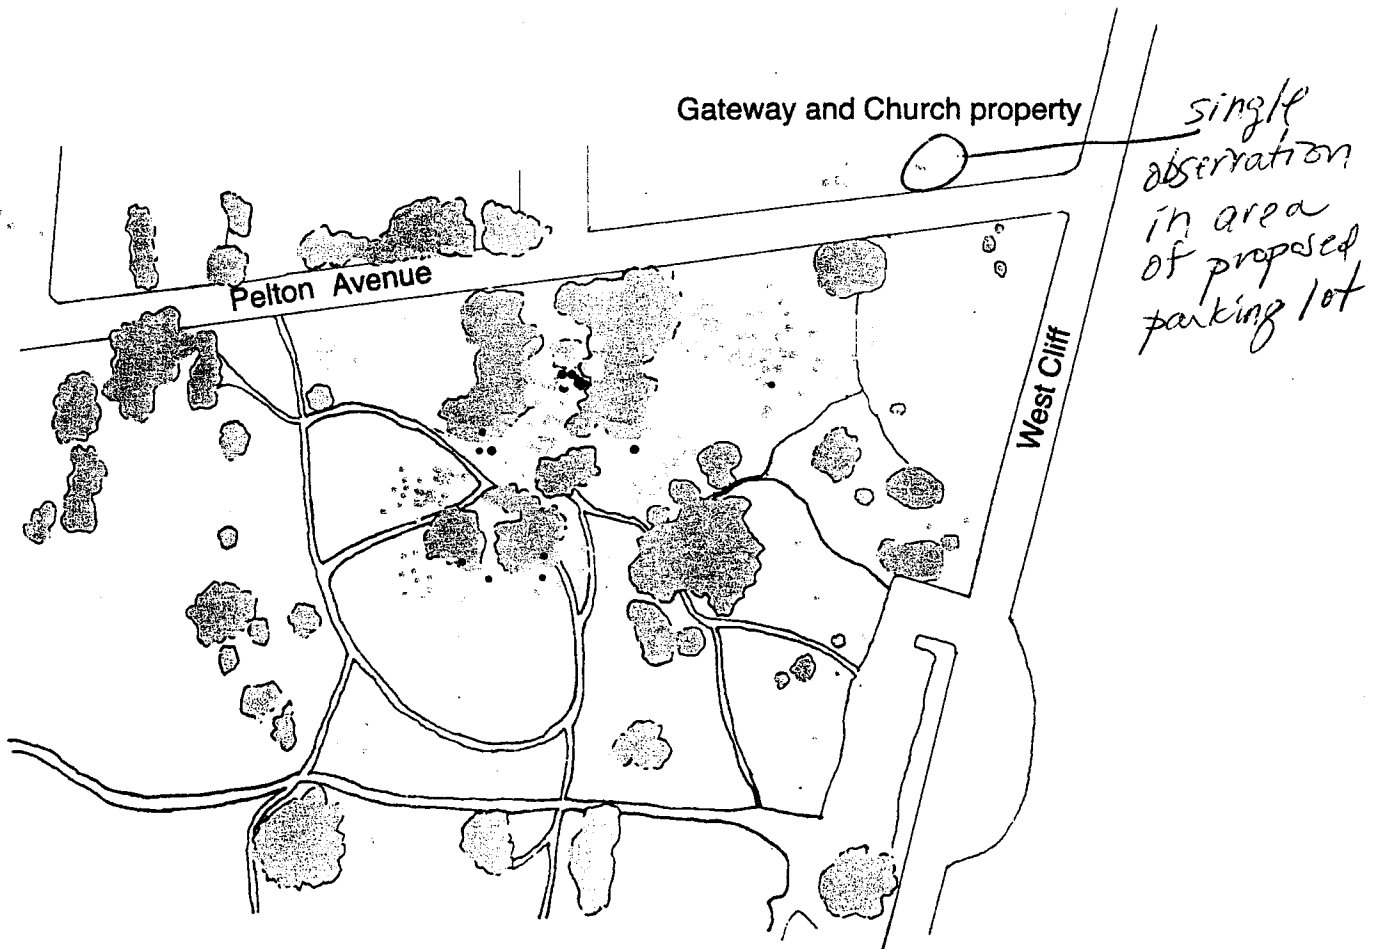 Gateway and Church property
single
observation
in area
of proposed
parking lot
Pelton Avenue
West Cliff